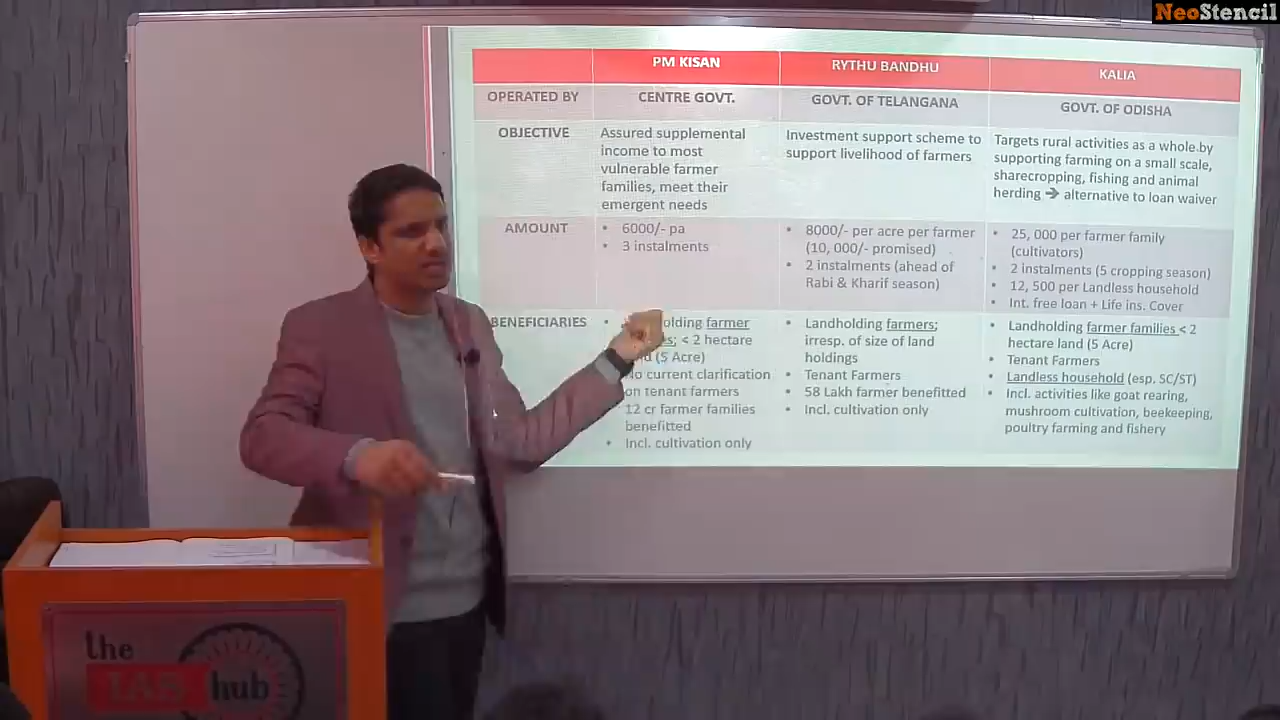 NeoStencil
PM KISAN
RYTHU BANDHU
KALIA
OPERATED BY
CENTRE GOVT.
GOVT. OF TELANGANA
GOVT. OF ODISHA
OBJECTIVE
Assured supplemental
income to most
vulnerable farmer
families, meet their
emergent needs
Investment support scheme to
support livelihood of farmers
Targets rural activities as a whole by
supporting farming on a small scale,
sharecropping, fishing and animal
herding ➔ alternative to loan waiver
AMOUNT
• 6000/- pa
• 3 instalments
• 8000/- per acre per farmer
(10, 000/- promised)
• 2 instalments (ahead of
Rabi & Kharif season)
• 25, 000 per farmer family
(cultivators)
• 2 instalments (5 cropping season)
• 12, 500 per Landless household
• Int. free loan + Life ins. Cover
BENEFICIARIES
• farmer
; < 2 hectare
(5 Acre)
No current clarification
on tenant farmers
• 12 cr farmer families
benefitted
• Incl. cultivation only
• Landholding farmers;
irresp. of size of land
holdings
• Tenant Farmers
• 58 Lakh farmer benefitted
• Incl. cultivation only
• Landholding farmer families < 2
hectare land (5 Acre)
• Tenant Farmers
• Landless household (esp. SC/ST)
• Incl. activities like goat rearing,
mushroom cultivation, beekeeping,
poultry farming and fishery
the
IAS hub